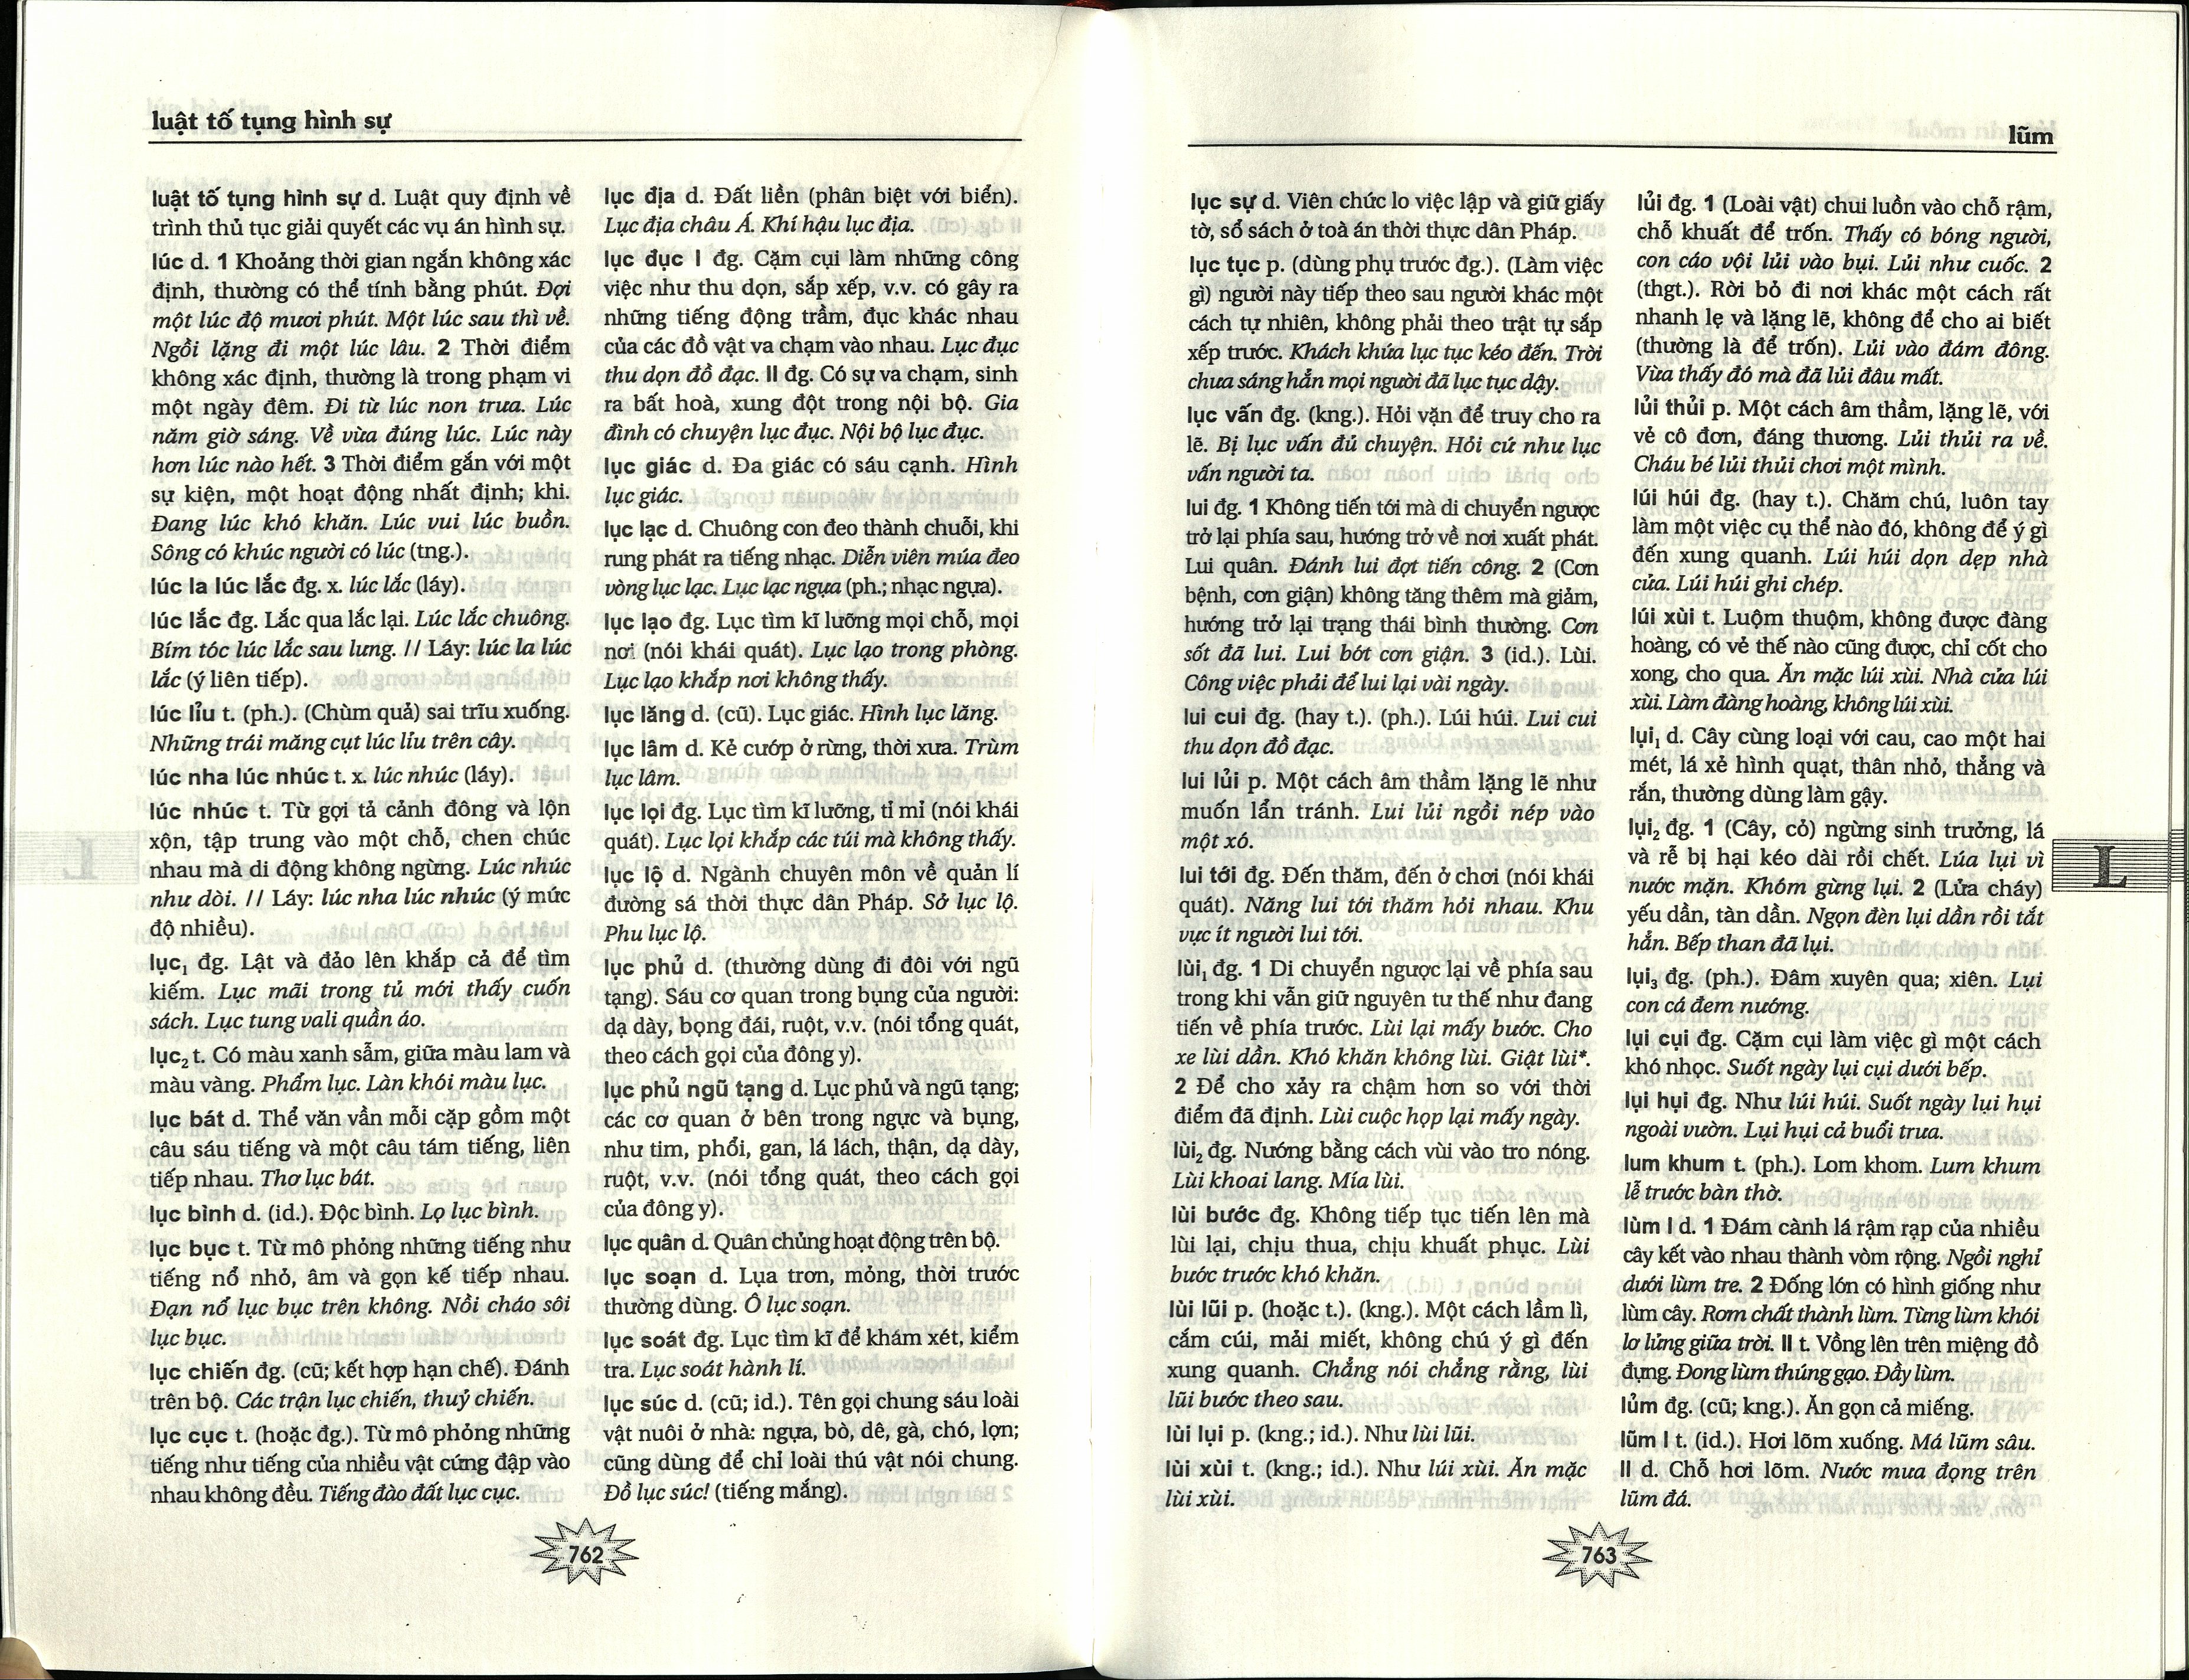 luật tố tụng hình sự
luật tố tụng hình sự d. Luật quy định về
trình thủ tục giải quyết các vụ án hình sự.
lúc d. 1 Khoảng thời gian ngắn không xác
định, thường có thể tính bằng phút. Đợi
một lúc độ mươi phút. Một lúc sau thì về.
Ngồi lặng đi một lúc lâu. 2 Thời điểm
không xác định, thường là trong phạm vi
một ngày đêm. Đi từ lúc non trưa. Lúc
năm giờ sáng. Về vừa đúng lúc. Lúc này
hơn lúc nào hết. 3 Thời điểm gắn với một
sự kiện, một hoạt động nhất định; khi.
Đang lúc khó khăn. Lúc vui lúc buồn.
Sông có khúc người có lúc (tng.).
lúc la lúc lắc đg. x. lúc lắc (láy).
lúc lắc đg. Lắc qua lắc lại. Lúc lắc chuông.
Bím tóc lúc lắc sau lưng. // Láy: lúc la lúc
lắc (ý liên tiếp).
lúc lỉu t. (ph.). (Chùm quả) sai trĩu xuống.
Những trái măng cụt lúc lỉu trên cây.
lúc nha lúc nhúc t. x. lúc nhúc (láy).
lúc nhúc t. Từ gợi tả cảnh đông và lộn
xộn, tập trung vào một chỗ, chen chúc
nhau mà di động không ngừng. Lúc nhúc
như dòi. // Láy: lúc nha lúc nhúc (ý mức
độ nhiều).
lục₁ đg. Lật và đảo lên khắp cả để tìm
kiếm. Lục mãi trong tủ mới thấy cuốn
sách. Lục tung vali quần áo.
lục₂ t. Có màu xanh sẫm, giữa màu lam và
màu vàng. Phẩm lục. Làn khói màu lục.
lục bát d. Thể văn vần mỗi cặp gồm một
câu sáu tiếng và một câu tám tiếng, liên
tiếp nhau. Thơ lục bát.
lục bình d. (id.). Độc bình. Lọ lục bình.
lục bục t. Từ mô phỏng những tiếng như
tiếng nổ nhỏ, âm và gọn kế tiếp nhau.
Đạn nổ lục bục trên không. Nồi cháo sôi
lục bục.
lục chiến đg. (cũ; kết hợp hạn chế). Đánh
trên bộ. Các trận lục chiến, thuỷ chiến.
lục cục t. (hoặc đg.). Từ mô phỏng những
tiếng như tiếng của nhiều vật cứng đập vào
nhau không đều. Tiếng đào đất lục cục.
lục địa d. Đất liền (phân biệt với biển).
Lục địa châu Á. Khí hậu lục địa.
lục đục I đg. Cặm cụi làm những công
việc như thu dọn, sắp xếp, v.v. có gây ra
những tiếng động trầm, đục khác nhau
của các đồ vật va chạm vào nhau. Lục đục
thu dọn đồ đạc. II đg. Có sự va chạm, sinh
ra bất hoà, xung đột trong nội bộ. Gia
đình có chuyện lục đục. Nội bộ lục đục.
lục giác d. Đa giác có sáu cạnh. Hình
lục giác.
lục lạc d. Chuông con đeo thành chuỗi, khi
rung phát ra tiếng nhạc. Diễn viên múa đeo
vòng lục lạc. Lục lạc ngựa (ph.; nhạc ngựa).
lục lạo đg. Lục tìm kĩ lưỡng mọi chỗ, mọi
nơi (nói khái quát). Lục lạo trong phòng.
Lục lạo khắp nơi không thấy.
lục lăng d. (cũ). Lục giác. Hình lục lăng.
lục lâm d. Kẻ cướp ở rừng, thời xưa. Trùm
lục lâm.
lục lọi đg. Lục tìm kĩ lưỡng, tỉ mỉ (nói khái
quát). Lục lọi khắp các túi mà không thấy.
lục lộ d. Ngành chuyên môn về quản lí
đường sá thời thực dân Pháp. Sở lục lộ.
Phu lục lộ.
lục phủ d. (thường dùng đi đôi với ngũ
tạng). Sáu cơ quan trong bụng của người:
dạ dày, bọng đái, ruột, v.v. (nói tổng quát,
theo cách gọi của đông y).
lục phủ ngũ tạng d. Lục phủ và ngũ tạng;
các cơ quan ở bên trong ngực và bụng,
như tim, phổi, gan, lá lách, thận, dạ dày,
ruột, v.v. (nói tổng quát, theo cách gọi
của đông y).
lục quân d. Quân chủng hoạt động trên bộ.
lục soạn d. Lụa trơn, mỏng, thời trước
thường dùng. Ô lục soạn.
lục soát đg. Lục tìm kĩ để khám xét, kiểm
tra. Lục soát hành lí.
lục súc d. (cũ; id.). Tên gọi chung sáu loài
vật nuôi ở nhà: ngựa, bò, dê, gà, chó, lợn;
cũng dùng để chỉ loài thú vật nói chung.
Đồ lục súc! (tiếng mắng).
762
lũm
lục sự d. Viên chức lo việc lập và giữ giấy
tờ, sổ sách ở toà án thời thực dân Pháp.
lục tục p. (dùng phụ trước đg.). (Làm việc
gì) người này tiếp theo sau người khác một
cách tự nhiên, không phải theo trật tự sắp
xếp trước. Khách khứa lục tục kéo đến. Trời
chưa sáng hẳn mọi người đã lục tục dậy.
lục vấn đg. (kng.). Hỏi vặn để truy cho ra
lẽ. Bị lục vấn đủ chuyện. Hỏi cứ như lục
vấn người ta.
lui đg. 1 Không tiến tới mà di chuyển ngược
trở lại phía sau, hướng trở về nơi xuất phát.
Lui quân. Đánh lui đợt tiến công. 2 (Cơn
bệnh, cơn giận) không tăng thêm mà giảm,
hướng trở lại trạng thái bình thường. Cơn
sốt đã lui. Lui bớt cơn giận. 3 (id.). Lùi.
Công việc phải để lui lại vài ngày.
lui cui đg. (hay t.). (ph.). Lúi húi. Lui cui
thu dọn đồ đạc.
lui lủi p. Một cách âm thầm lặng lẽ như
muốn lẩn tránh. Lui lủi ngồi nép vào
một xó.
lui tới đg. Đến thăm, đến ở chơi (nói khái
quát). Năng lui tới thăm hỏi nhau. Khu
vực ít người lui tới.
lùi₁ đg. 1 Di chuyển ngược lại về phía sau
trong khi vẫn giữ nguyên tư thế như đang
tiến về phía trước. Lùi lại mấy bước. Cho
xe lùi dần. Khó khăn không lùi. Giật lùi*.
2 Để cho xảy ra chậm hơn so với thời
điểm đã định. Lùi cuộc họp lại mấy ngày.
lùi₂ đg. Nướng bằng cách vùi vào tro nóng.
Lùi khoai lang. Mía lùi.
lùi bước đg. Không tiếp tục tiến lên mà
lùi lại, chịu thua, chịu khuất phục. Lùi
bước trước khó khăn.
lùi lũi p. (hoặc t.). (kng.). Một cách lầm lì,
cắm cúi, mải miết, không chú ý gì đến
xung quanh. Chẳng nói chẳng rằng, lùi
lũi bước theo sau.
lùi lụi p. (kng.; id.). Như lùi lũi.
lùi xùi t. (kng.; id.). Như lúi xùi. Ăn mặc
lùi xùi.
lủi đg. 1 (Loài vật) chui luồn vào chỗ rậm,
chỗ khuất để trốn. Thấy có bóng người,
con cáo vội lủi vào bụi. Lủi như cuốc. 2
(thgt.). Rời bỏ đi nơi khác một cách rất
nhanh lẹ và lặng lẽ, không để cho ai biết
(thường là để trốn). Lủi vào đám đông.
Vừa thấy đó mà đã lủi đâu mất.
lủi thủi p. Một cách âm thầm, lặng lẽ, với
vẻ cô đơn, đáng thương. Lủi thủi ra về.
Cháu bé lủi thủi chơi một mình.
lúi húi đg. (hay t.). Chăm chú, luôn tay
làm một việc cụ thể nào đó, không để ý gì
đến xung quanh. Lúi húi dọn dẹp nhà
cửa. Lúi húi ghi chép.
lúi xùi t. Luộm thuộm, không được đàng
hoàng, có vẻ thế nào cũng được, chỉ cốt cho
xong, cho qua. Ăn mặc lúi xùi. Nhà cửa lúi
xùi. Làm đàng hoàng, không lúi xùi.
lụi₁ d. Cây cùng loại với cau, cao một hai
mét, lá xẻ hình quạt, thân nhỏ, thẳng và
rắn, thường dùng làm gậy.
lụi₂ đg. 1 (Cây, cỏ) ngừng sinh trưởng, lá
và rễ bị hại kéo dài rồi chết. Lúa lụi vì
nước mặn. Khóm gừng lụi. 2 (Lửa cháy)
yếu dần, tàn dần. Ngọn đèn lụi dần rồi tắt
hẳn. Bếp than đã lụi.
lụi₃ đg. (ph.). Đâm xuyên qua; xiên. Lụi
con cá đem nướng.
lụi cụi đg. Cặm cụi làm việc gì một cách
khó nhọc. Suốt ngày lụi cụi dưới bếp.
lụi hụi đg. Như lúi húi. Suốt ngày lụi hụi
ngoài vườn. Lụi hụi cả buổi trưa.
lum khum t. (ph.). Lom khom. Lum khum
lễ trước bàn thờ.
lùm I d. 1 Đám cành lá rậm rạp của nhiều
cây kết vào nhau thành vòm rộng. Ngồi nghỉ
dưới lùm tre. 2 Đống lớn có hình giống như
lùm cây. Rơm chất thành lùm. Từng lùm khói
lơ lửng giữa trời. II t. Vồng lên trên miệng đồ
đựng. Đong lùm thúng gạo. Đầy lùm.
lủm đg. (cũ; kng.). Ăn gọn cả miếng.
lũm I t. (id.). Hơi lõm xuống. Má lũm sâu.
II d. Chỗ hơi lõm. Nước mưa đọng trên
lũm đá.
L
763